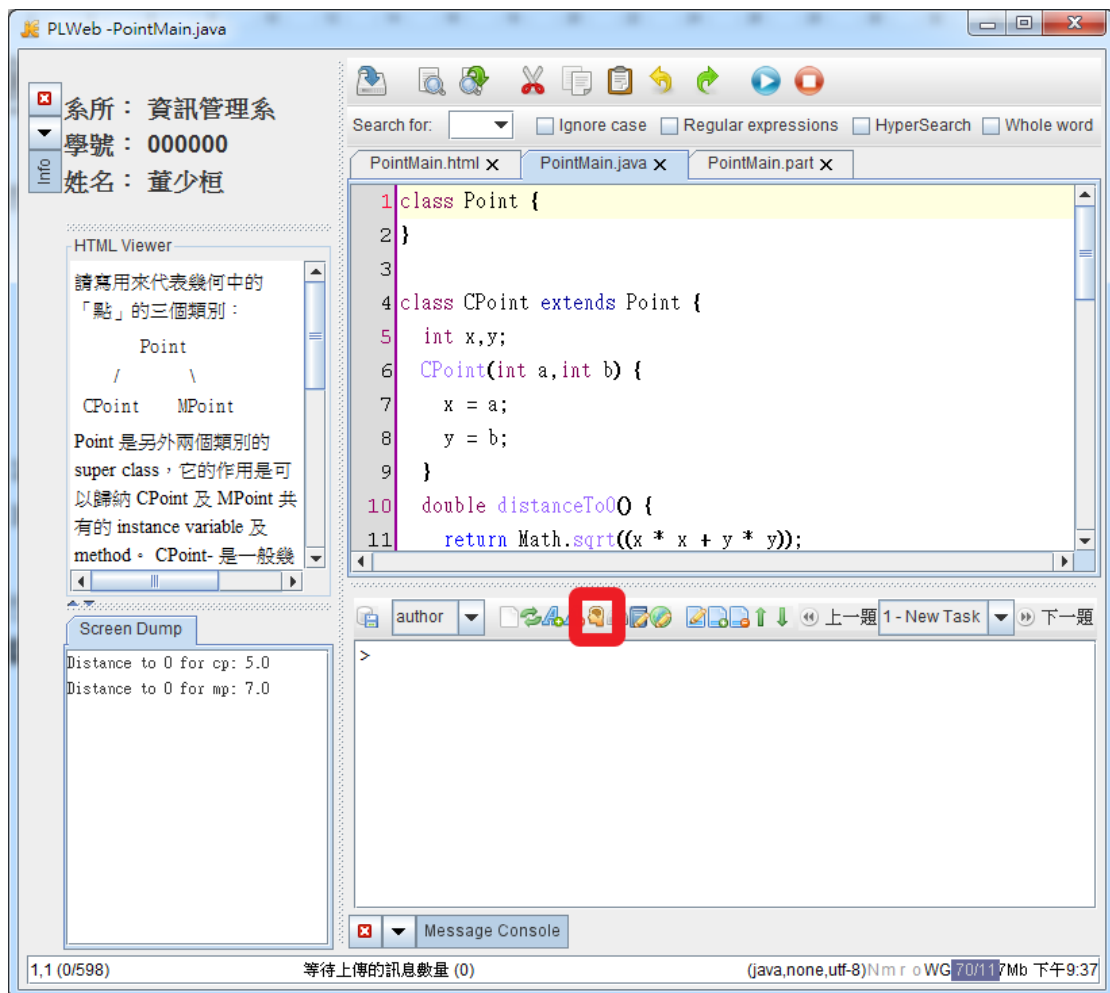 PLWeb -PointMain.java
系所： 資訊管理系
學號： 000000
姓名： 董少桓
Info
Search for:
Ignore case
Regular expressions
HyperSearch
Whole word
PointMain.html
PointMain.java
PointMain.part
1 class Point {
2 }
3
4 class CPoint extends Point {
5 int x,y;
6 CPoint(int a,int b) {
7 x = a;
8 y = b;
9 }
10 double distanceToO() {
11 return Math.sqrt((x * x + y * y));
HTML Viewer
請寫用來代表幾何中的
「點」的三個類別：
Point
/ \
CPoint MPoint
Point 是另外兩個類別的
super class，它的作用是可
以歸納 CPoint 及 MPoint 共
有的 instance variable 及
method。 CPoint- 是一般幾
author
上一題
1 - New Task
下一題
>
Screen Dump
Distance to O for cp: 5.0
Distance to O for mp: 7.0
Message Console
1,1 (0/598)
等待上傳的訊息數量 (0)
(java,none,utf-8)N m r o WG 70/117Mb 下午9:37